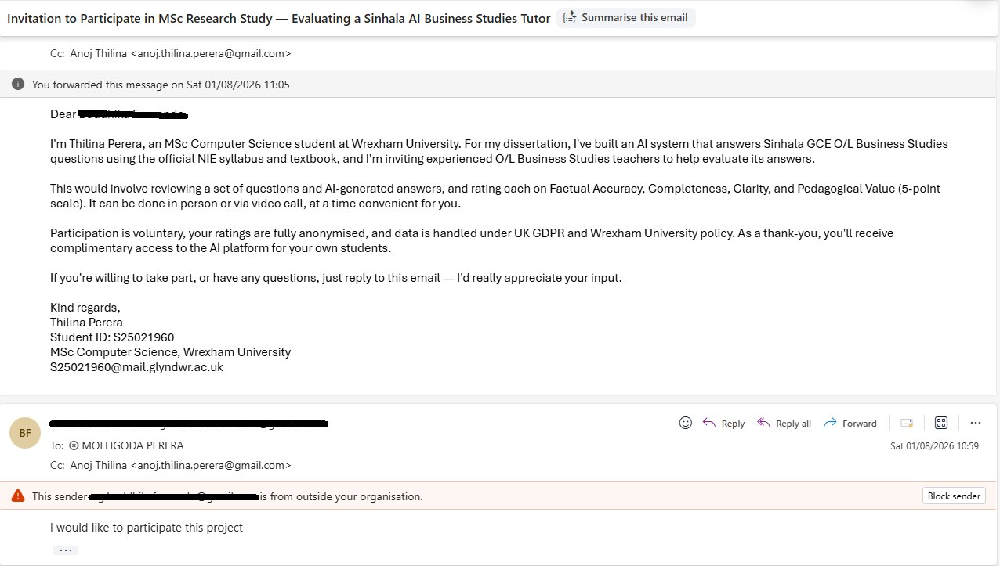 Invitation to Participate in MSc Research Study — Evaluating a Sinhala AI Business Studies Tutor Summarise this email
Cc: Anoj Thilina <anoj.thilina.perera@gmail.com>
You forwarded this message on Sat 01/08/2026 11:05
Dear
I'm Thilina Perera, an MSc Computer Science student at Wrexham University. For my dissertation, I've built an AI system that answers Sinhala GCE O/L Business Studies
questions using the official NIE syllabus and textbook, and I'm inviting experienced O/L Business Studies teachers to help evaluate its answers.
This would involve reviewing a set of questions and AI-generated answers, and rating each on Factual Accuracy, Completeness, Clarity, and Pedagogical Value (5-point
scale). It can be done in person or via video call, at a time convenient for you.
Participation is voluntary, your ratings are fully anonymised, and data is handled under UK GDPR and Wrexham University policy. As a thank-you, you'll receive
complimentary access to the AI platform for your own students.
If you're willing to take part, or have any questions, just reply to this email — I'd really appreciate your input.
Kind regards,
Thilina Perera
Student ID: S25021960
MSc Computer Science, Wrexham University
S25021960@mail.glyndwr.ac.uk
BF
Reply Reply all Forward
To: MOLLIGODA PERERA
Sat 01/08/2026 10:59
Cc: Anoj Thilina <anoj.thilina.perera@gmail.com>
This sender is from outside your organisation.
Block sender
I would like to participate this project
...